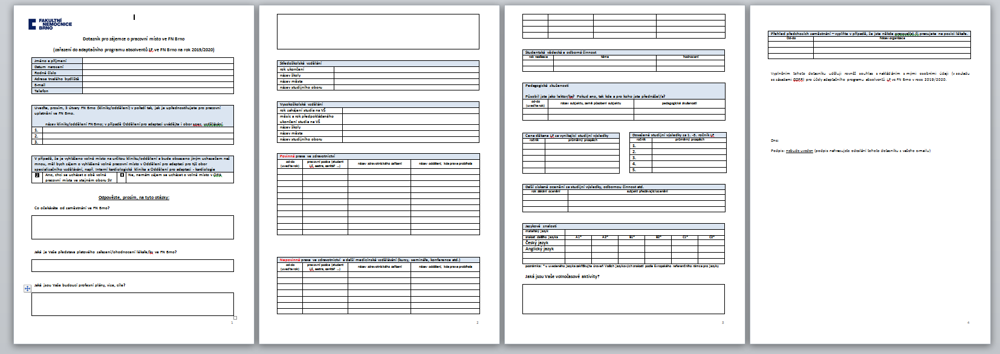 FAKULTNÍ
NEMOCNICE
BRNO
Dotazník pro zájemce o pracovní místo ve FN Brno
(zařazení do adaptačního programu absolventů LF ve FN Brno na rok 2019/2020)
Jméno a příjmení
Datum narození
Rodné číslo
Adresa trvalého bydliště
E-mail
Telefon
Uveďte, prosím, 3 útvary FN Brno (kliniky/oddělení) v pořadí tak, jak je upřednostňujete pro pracovní
uplatnění ve FN Brno.
název kliniky/oddělení FN Brno; v případě Oddělení pro adaptaci uvádějte i obor spec. vzdělávání
1.
2.
3.
V případě, že je vyhlášeno volné místo na určitou kliniku/oddělení a bude obsazeno jiným uchazečem než
mnou, měl bych zájem o vyhlášené volné pracovní místo v Oddělení pro adaptaci pro týž obor
specializačního vzdělávání, např. Interní kardiologická klinika a Oddělení pro adaptaci - kardiologie
Ano, chci se ucházet o obě volná
pracovní místa ve stejném oboru SV
Ne, nemám zájem se ucházet o volné místo v OPA
Odpovězte, prosím, na tyto otázky:
Co očekáváte od zaměstnání ve FN Brno?
Jaká je Vaše představa platového zařazení/ohodnocení lékaře/ky ve FN Brno?
Jaká jsou Vaše budoucí profesní plány, vize, cíle?
1
Středoškolské vzdělání
rok ukončení
název školy
název města
název studijního oboru
Vysokoškolské vzdělání
rok zahájení studia na VŠ
měsíc a rok předpokládaného
ukončení studia na VŠ
název školy
název města
název studijního oboru
Povinná praxe ve zdravotnictví
od-do
(uveďte rok)
pracovní pozice (student
LF, sestra, sanitář ...)
název zdravotnického zařízení
název oddělení, kde praxe probíhala
Nepovinná praxe ve zdravotnictví a další medicínské vzdělávání (kurzy, semináře, konference atd.)
od-do
(uveďte rok)
pracovní pozice (student
LF, sestra, sanitář ...)
název zdravotnického zařízení
název oddělení, kde praxe probíhala
2
Studentská vědecká a odborná činnost
rok realizace
téma
hodnocení
Pedagogické zkušenosti
Působil jste jako lektor/ka? Pokud ano, tak kde a pro koho jste přednášel/a?
od-do
(uveďte rok)
název subjektu, země působení subjektu
pedagogické zkušenosti
Cena děkana LF za vynikající studijní výsledky
ročník
průměrný prospěch
Dosažené studijní výsledky za 1. -5. ročník LF
ročník
průměrný prospěch
1.
2.
3.
4.
5.
Další získaná ocenění za studijní výsledky, odbornou činnost atd.
rok získání ocenění
subjekt předávající ocenění
Jazykové znalosti
mateřský jazyk
znalost dalšího jazyka
A1*
A2*
B1*
B2*
C1*
C2*
Český jazyk
Anglický jazyk
poznámka: * u uvedeného jazyka zakřížkujte úroveň Vašich jazykových znalostí podle Evropského referenčního rámce pro jazyky
Jaké jsou Vaše volnočasové aktivity?
3
Přehled předchozích zaměstnání – vyplňte v případě, že jste někde pracoval(a) či pracujete na pozici lékaře.
Od-do
Název organizace
Vyplněním tohoto dotazníku uděluji rovněž souhlas s nakládáním s mými osobními údaji (v souladu
se zásadami GDPR) pro účely adaptačního programu absolventů LF ve FN Brno v roce 2019/2020.
Dne:
Podpis: nebude uveden (podpis nahrazujete odeslání tohoto dotazníku z vašeho e-mailu)
4